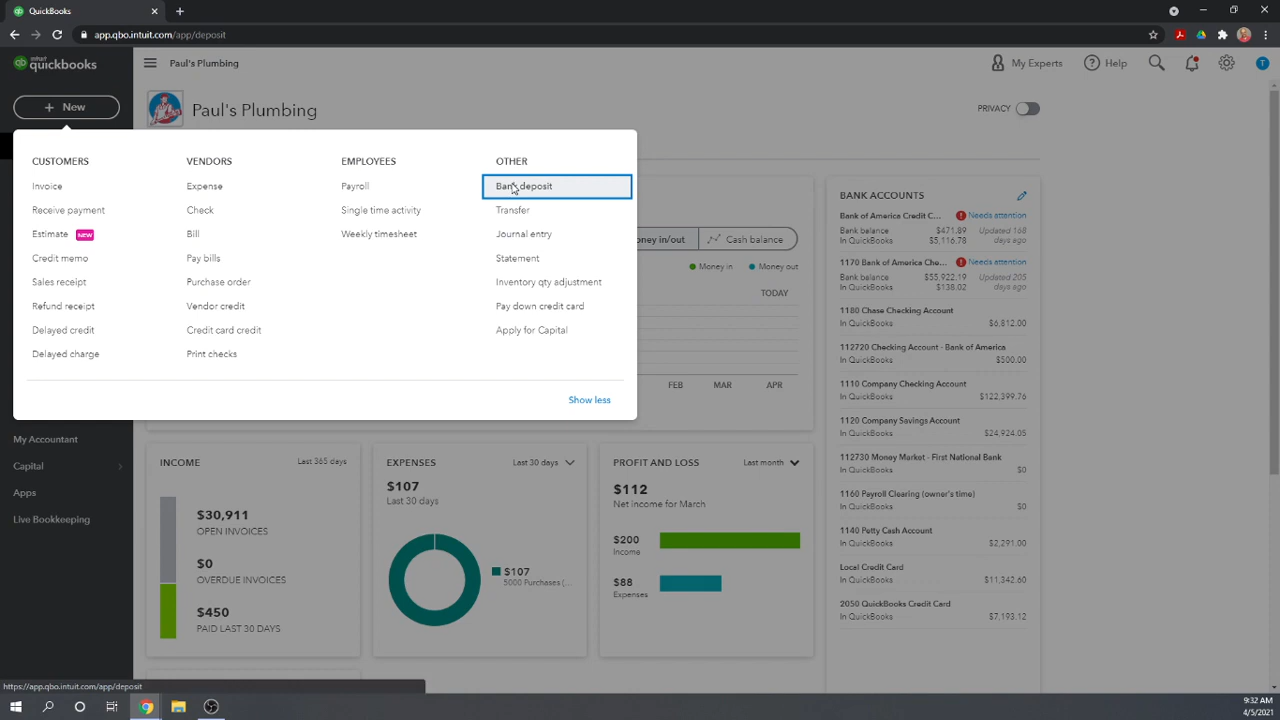 QuickBooks
app.qbo.intuit.com/app/deposit
intuit quickbooks
Paul's Plumbing
My Experts
Help
T
+ New
Paul's Plumbing
PRIVACY
CUSTOMERS
Invoice
Receive payment
Estimate NEW
Credit memo
Sales receipt
Refund receipt
Delayed credit
Delayed charge
VENDORS
Expense
Check
Bill
Pay bills
Purchase order
Vendor credit
Credit card credit
Print checks
EMPLOYEES
Payroll
Single time activity
Weekly timesheet
OTHER
Bank deposit
Transfer
Journal entry
Statement
Inventory qty adjustment
Pay down credit card
Apply for Capital
Show less
oney in/out
Cash balance
Money in
Money out
TODAY
FEB MAR APR
My Accountant
Capital
Apps
Live Bookkeeping
INCOME
Last 365 days
$30,911
OPEN INVOICES
$0
OVERDUE INVOICES
$450
PAID LAST 30 DAYS
EXPENSES
Last 30 days
$107
Last 30 days
$107
5000 Purchases (...
PROFIT AND LOSS
Last month
$112
Net income for March
$200
Income
$88
Expenses
BANK ACCOUNTS
Bank of America Credit C... Needs attention
Bank balance $471.89 Updated 168
In QuickBooks $5,116.78 days ago
1170 Bank of America Che... Needs attention
Bank balance $55,922.19 Updated 205
In QuickBooks $138.02 days ago
1180 Chase Checking Account
In QuickBooks $6,812.00
112720 Checking Account - Bank of America
In QuickBooks $500.00
1110 Company Checking Account
In QuickBooks $122,399.76
1120 Company Savings Account
In QuickBooks $24,924.05
112730 Money Market - First National Bank
In QuickBooks $0
1160 Payroll Clearing (owner's time)
In QuickBooks $0
1140 Petty Cash Account
In QuickBooks $2,291.00
Local Credit Card
In QuickBooks $11,342.60
2050 QuickBooks Credit Card
In QuickBooks $7,193.12
https://app.qbo.intuit.com/app/deposit
9:32 AM
4/5/2021